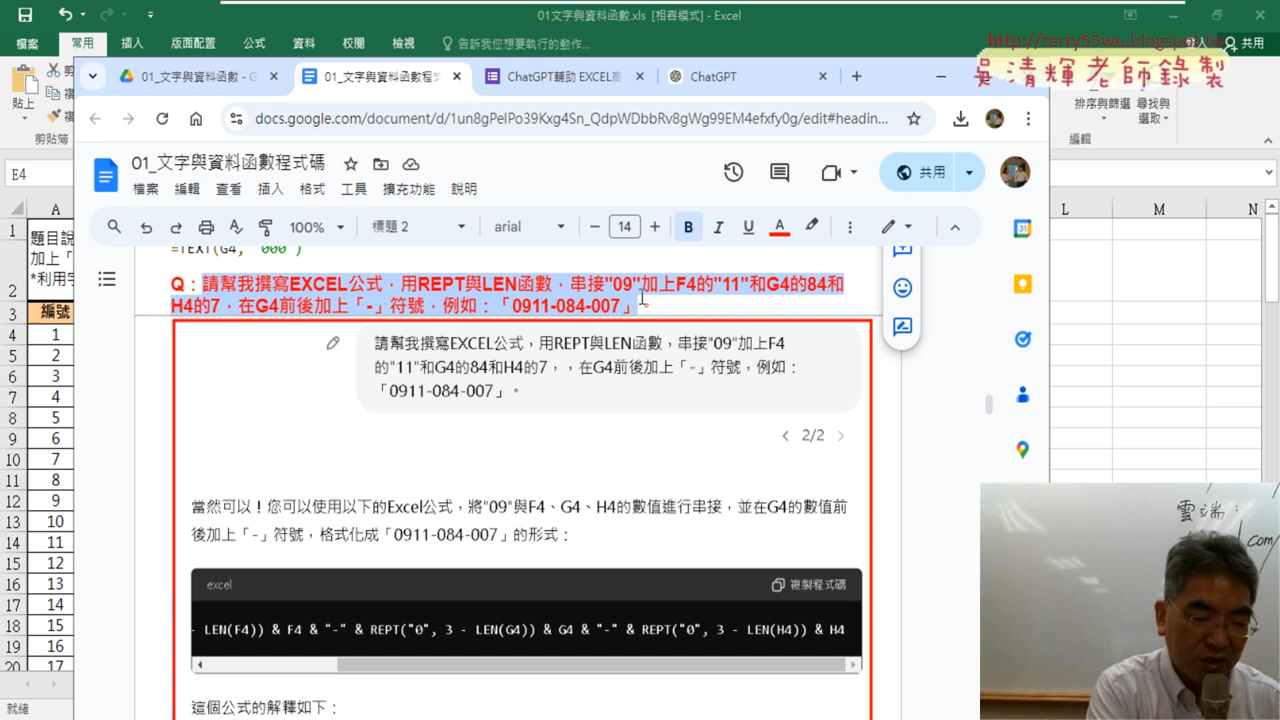 01文字與資料函數.xls [相容模式] - Excel
檔案 常用 插入 版面配置 公式 資料 校閱 檢視 告訴我您想要執行的動作... 登入 共用
http://terry55wu.blogspot.tw
吳清輝老師錄製
貼上
剪貼簿
排序與篩選 尋找與
選取
編輯
01_文字與資料函數 - G
01_文字與資料函數程式
ChatGPT輔助 EXCEL高
ChatGPT
docs.google.com/document/d/1un8gPelPo39Kxg4Sn_QdpWDbbRv8gWg99EM4efxfy0g/edit#headin...
E4
01_文字與資料函數程式碼
檔案 編輯 查看 插入 格式 工具 擴充功能 說明
共用
100% 標題 2 arial 14 B I U A
A L M N
1 題目說
加上「
2 *利用字
3 編號
4 1
5 2
6 3
7 4
8 5
9 6
10 7
11 8
12 9
13 10
14 11
15 12
16 13
17 14
18 15
19 16
20 17
就緒
=TEXT(G4, "000")
Q：請幫我撰寫EXCEL公式，用REPT與LEN函數，串接"09"加上F4的"11"和G4的84和
H4的7，在G4前後加上「-」符號，例如：「0911-084-007」。
請幫我撰寫EXCEL公式，用REPT與LEN函數，串接"09"加上F4
的"11"和G4的84和H4的7，，在G4前後加上「-」符號，例如：
「0911-084-007」。
2/2
當然可以！您可以使用以下的Excel公式，將"09"與F4、G4、H4的數值進行串接，並在G4的數值前
後加上「-」符號，格式化成「0911-084-007」的形式：
excel 複製程式碼
- LEN(F4)) & F4 & "-" & REPT("0", 3 - LEN(G4)) & G4 & "-" & REPT("0", 3 - LEN(H4)) & H4
這個公式的解釋如下：
雲端：
com/